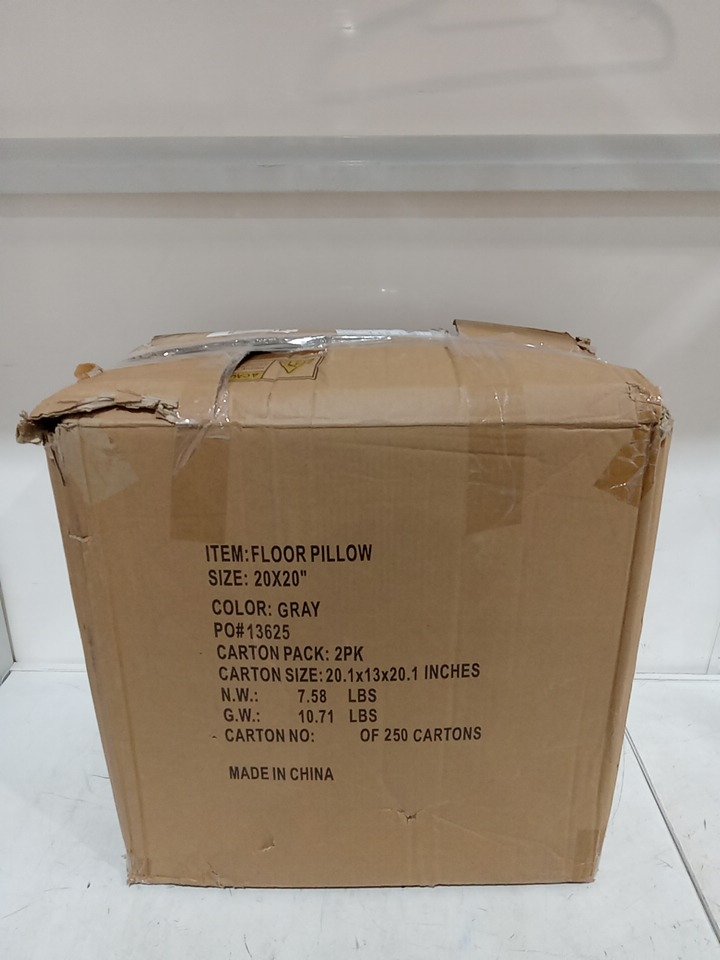 ITEM:FLOOR PILLOW
SIZE: 20X20"
COLOR: GRAY
PO#13625
CARTON PACK: 2PK
CARTON SIZE:20.1x13x20.1 INCHES
N.W.: 7.58 LBS
G.W.: 10.71 LBS
CARTON NO: OF 250 CARTONS
MADE IN CHINA